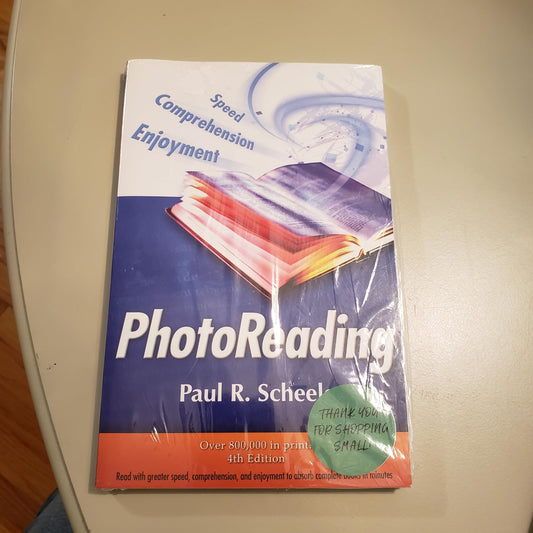 Speed
Comprehension
Enjoyment
PhotoReading
Paul R. Scheele
THANK YOU
FOR SHOPPING
SMALL
Over 800,000 in print
4th Edition
Read with greater speed, comprehension, and enjoyment to absorb complete books in minutes